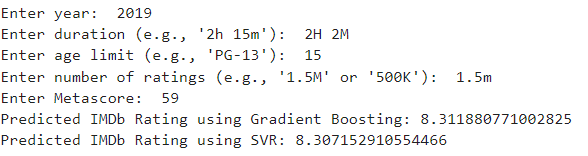 Enter year:  2019
Enter duration (e.g., '2h 15m'):  2H 2M
Enter age limit (e.g., 'PG-13'):  15
Enter number of ratings (e.g., '1.5M' or '500K'):  1.5m
Enter Metascore:  59
Predicted IMDb Rating using Gradient Boosting: 8.311880771002825
Predicted IMDb Rating using SVR: 8.307152910554466